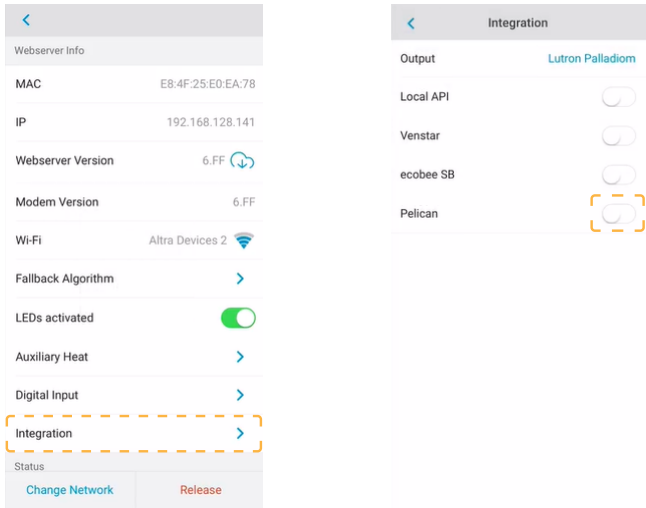 Webserver Info
MAC E8:4F:25:E0:EA:78
IP 192.168.128.141
Webserver Version 6.FF
Modem Version 6.FF
Wi-Fi Altra Devices 2
Fallback Algorithm
LEDs activated
Auxiliary Heat
Digital Input
Integration
Status
Change Network Release
Integration
Output Lutron Palladiom
Local API
Venstar
ecobee SB
Pelican